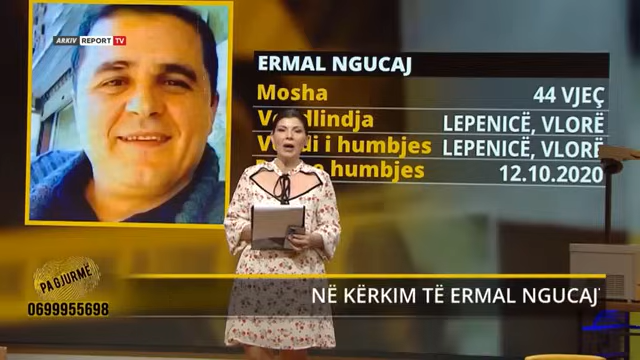 ARKIV REPORT TV
ERMAL NGUCAJ
Mosha 44 VJEÇ
LEPENICË, VLORË
i humbjes LEPENICË, VLORË
humbjes 12.10.2020
PA GJURMË
0699955698
NË KËRKIM TË ERMAL NGUCAJ